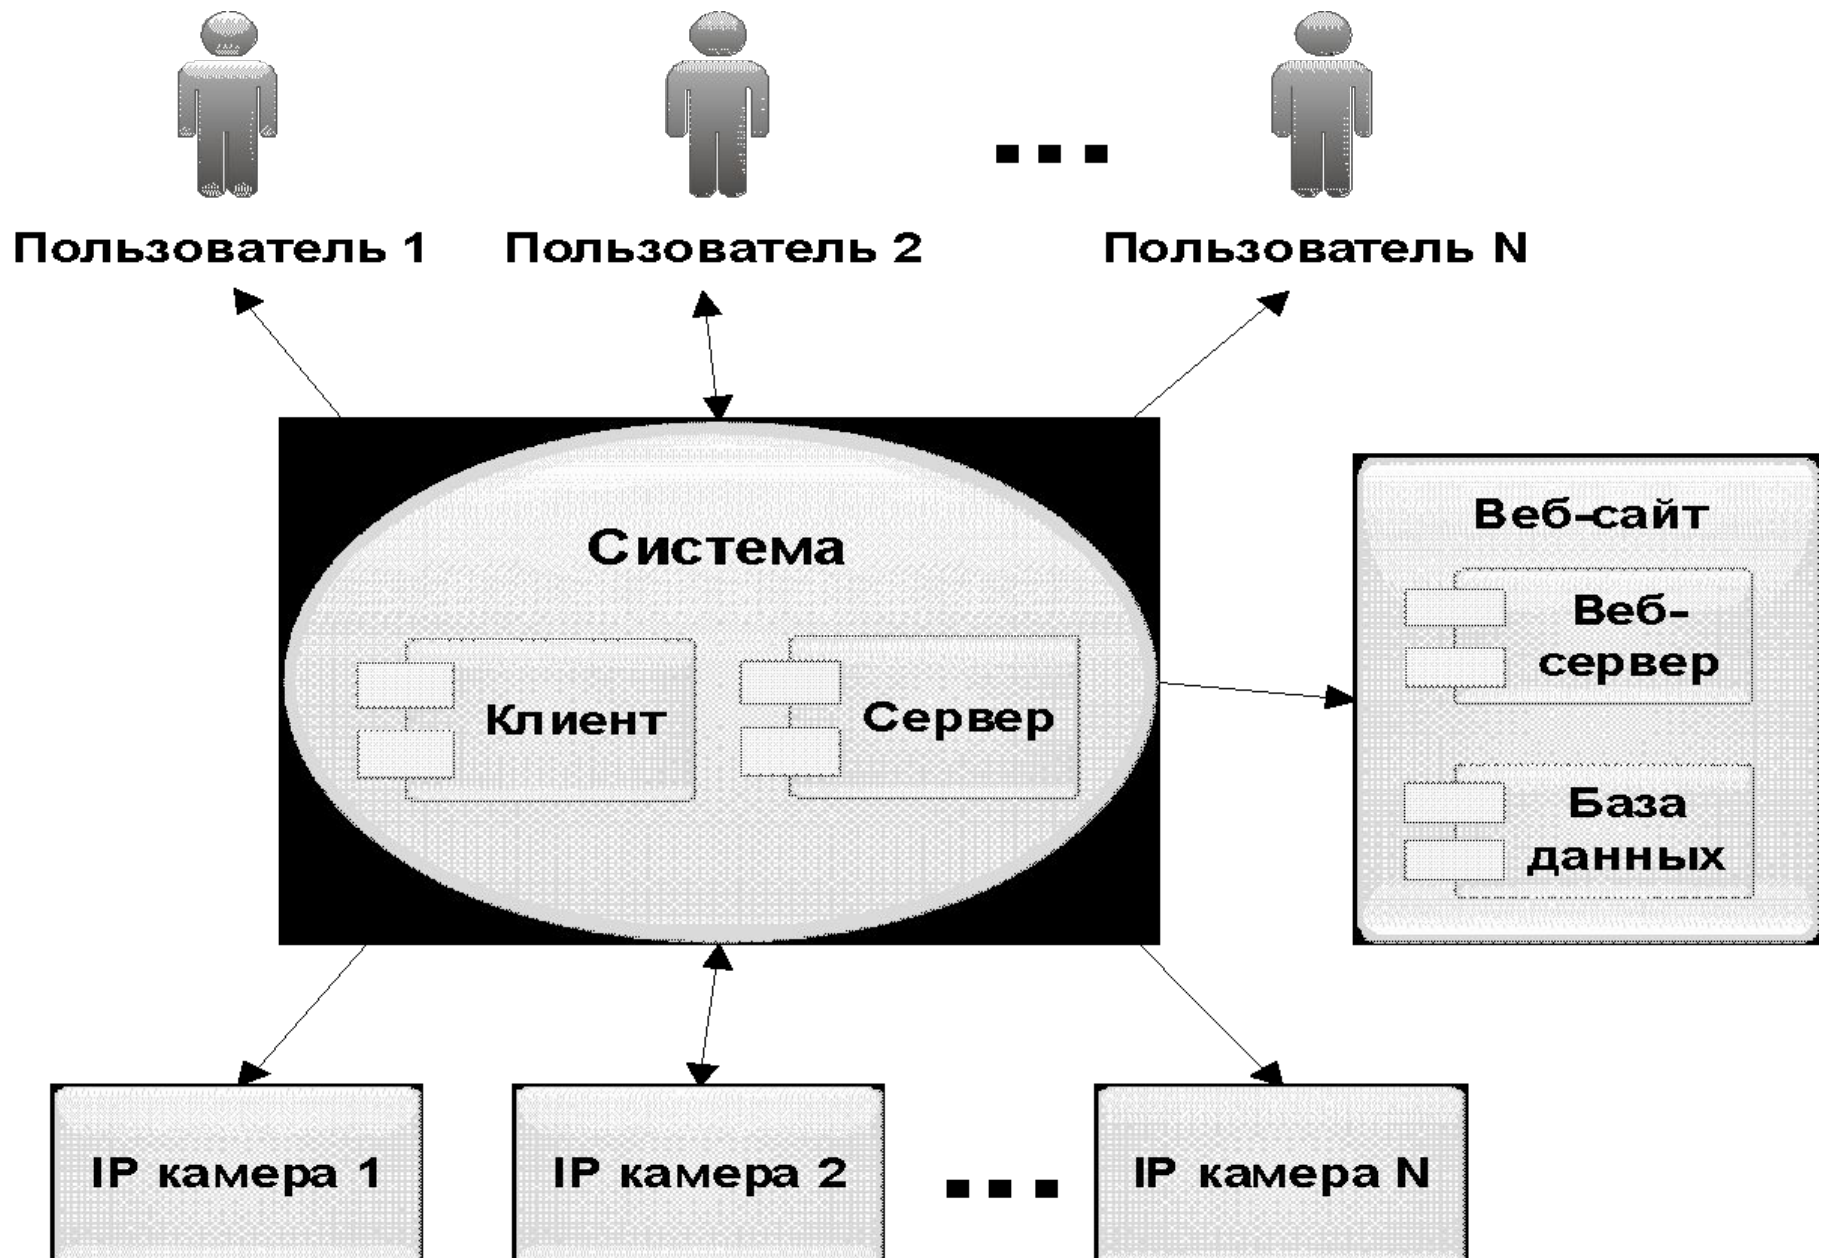 Пользователь 1
Пользователь 2
Пользователь N
Система
Клиент
Сервер
Веб-сайт
Веб-
сервер
База
данных
IP камера 1
IP камера 2
IP камера N